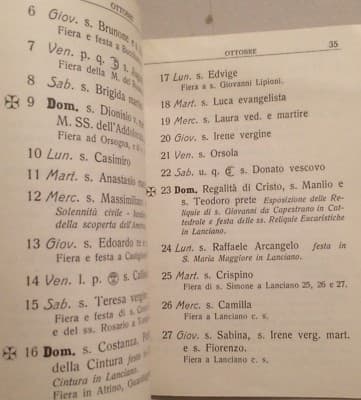 OTTOBRE
6 Giov. s. Brunone
Fiera e festa a
7 Ven. p. q. s.
Fiera della M. del
8 Sab. s. Brigida
9 Dom. s. Dionisio v.
M. SS. dell'Addolo
Fiera ad Orsogna, e
10 Lun. s. Casimiro
11 Mart. s. Anastasio
12 Merc. s. Massimilian
Solennità civile -
della scoperta dell'
13 Giov. s. Edoardo re
Fiera e festa a
14 Ven. l. p. s.
15 Sab. s. Teresa
Fiera e festa di s.
e del ss. Rosario a
16 Dom. s. Costanza,
della Cintura
Cintura in Lanciano.
Fiera in Altino,
OTTOBRE 35
17 Lun. s. Edvige
Fiera a s. Giovanni Lipioni.
18 Mart. s. Luca evangelista
19 Merc. s. Laura ved. e martire
20 Giov. s. Irene vergine
21 Ven. s. Orsola
22 Sab. u. q. s. Donato vescovo
23 Dom. Regalità di Cristo, s. Manlio e
s. Teodoro prete Esposizione delle Re-
liquie di s. Giovanni da Capestrano in Cat-
tedrale e festa delle ss. Reliquie Eucaristiche
in Lanciano.
24 Lun. s. Raffaele Arcangelo festa in
S. Maria Maggiore in Lanciano.
25 Mart. s. Crispino
Fiera di s. Simone a Lanciano 25, 26 e 27.
26 Merc. s. Camilla
Fiera a Lanciano c. s.
27 Giov. s. Sabina, s. Irene verg. mart.
e s. Fiorenzo.
Fiera a Lanciano c. s.